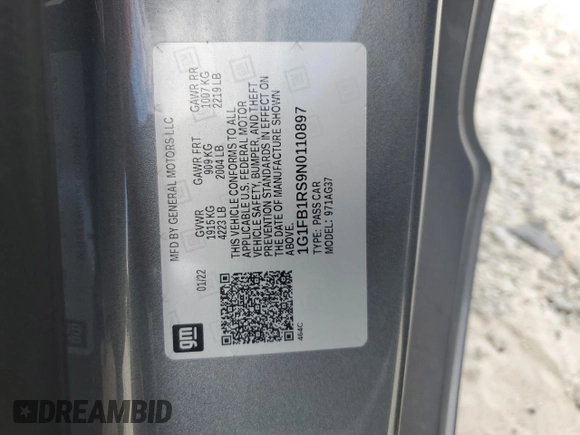 MFD BY GENERAL MOTORS LLC
01/22
GVWR
1915 KG
4223 LB
GAWR FRT
909 KG
2004 LB
GAWR RR
1007 KG
2219 LB
THIS VEHICLE CONFORMS TO ALL
APPLICABLE U.S. FEDERAL MOTOR
VEHICLE SAFETY, BUMPER, AND THEFT
PREVENTION STANDARDS IN EFFECT ON
THE DATE OF MANUFACTURE SHOWN
ABOVE.
1G1FB1RS9N0110897
TYPE: PASS CAR
MODEL: 971AG37
gm
464C
DREAMBID